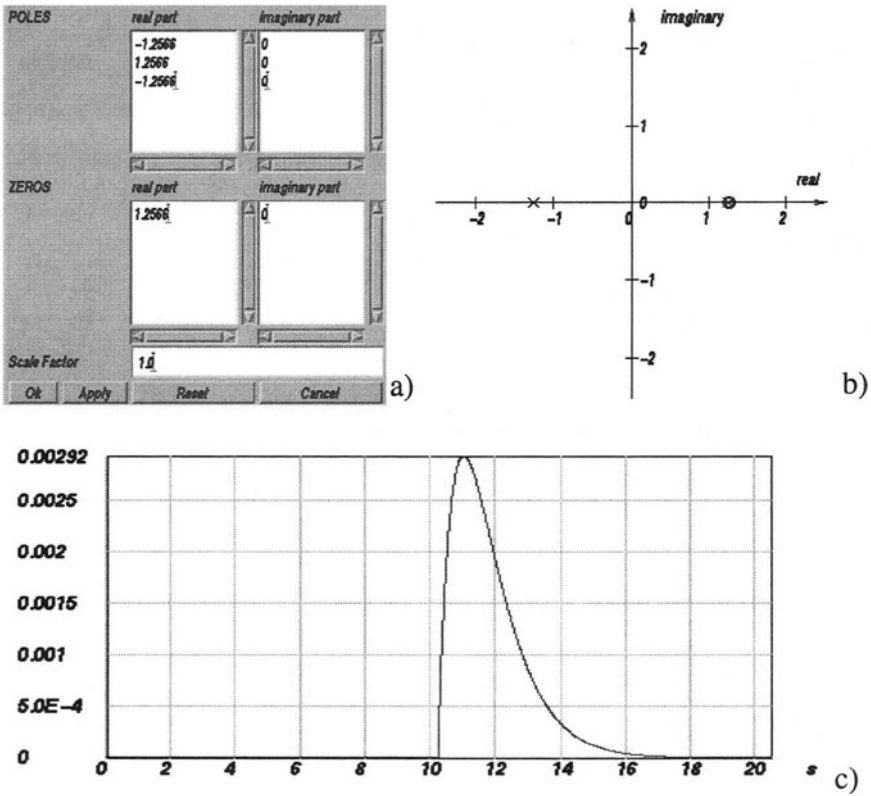 POLES real part imaginary part
-1.2566 0
1.2566 0
-1.2566 0
ZEROS real part imaginary part
1.2566 0
Scale Factor 1.0
Ok Apply Reset Cancel
a)
imaginary
2
1
real
0
-2 -1 0 1 2
-1
-2
b)
0.00292
0.0025
0.002
0.0015
0.001
5.0E-4
0
0 2 4 6 8 10 12 14 16 18 20 s
c)